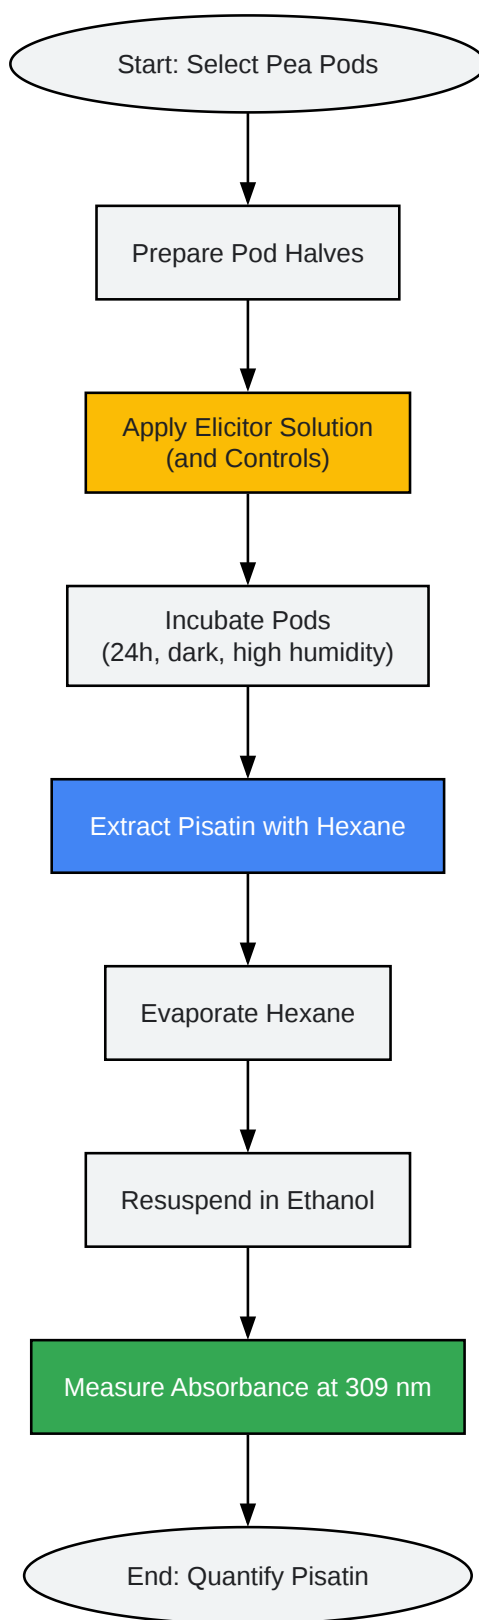 Start: Select Pea Pods
Prepare Pod Halves
Apply Elicitor Solution
(and Controls)
Incubate Pods
(24h, dark, high humidity)
Extract Pisatin with Hexane
Evaporate Hexane
Resuspend in Ethanol
Measure Absorbance at 309 nm
End: Quantify Pisatin